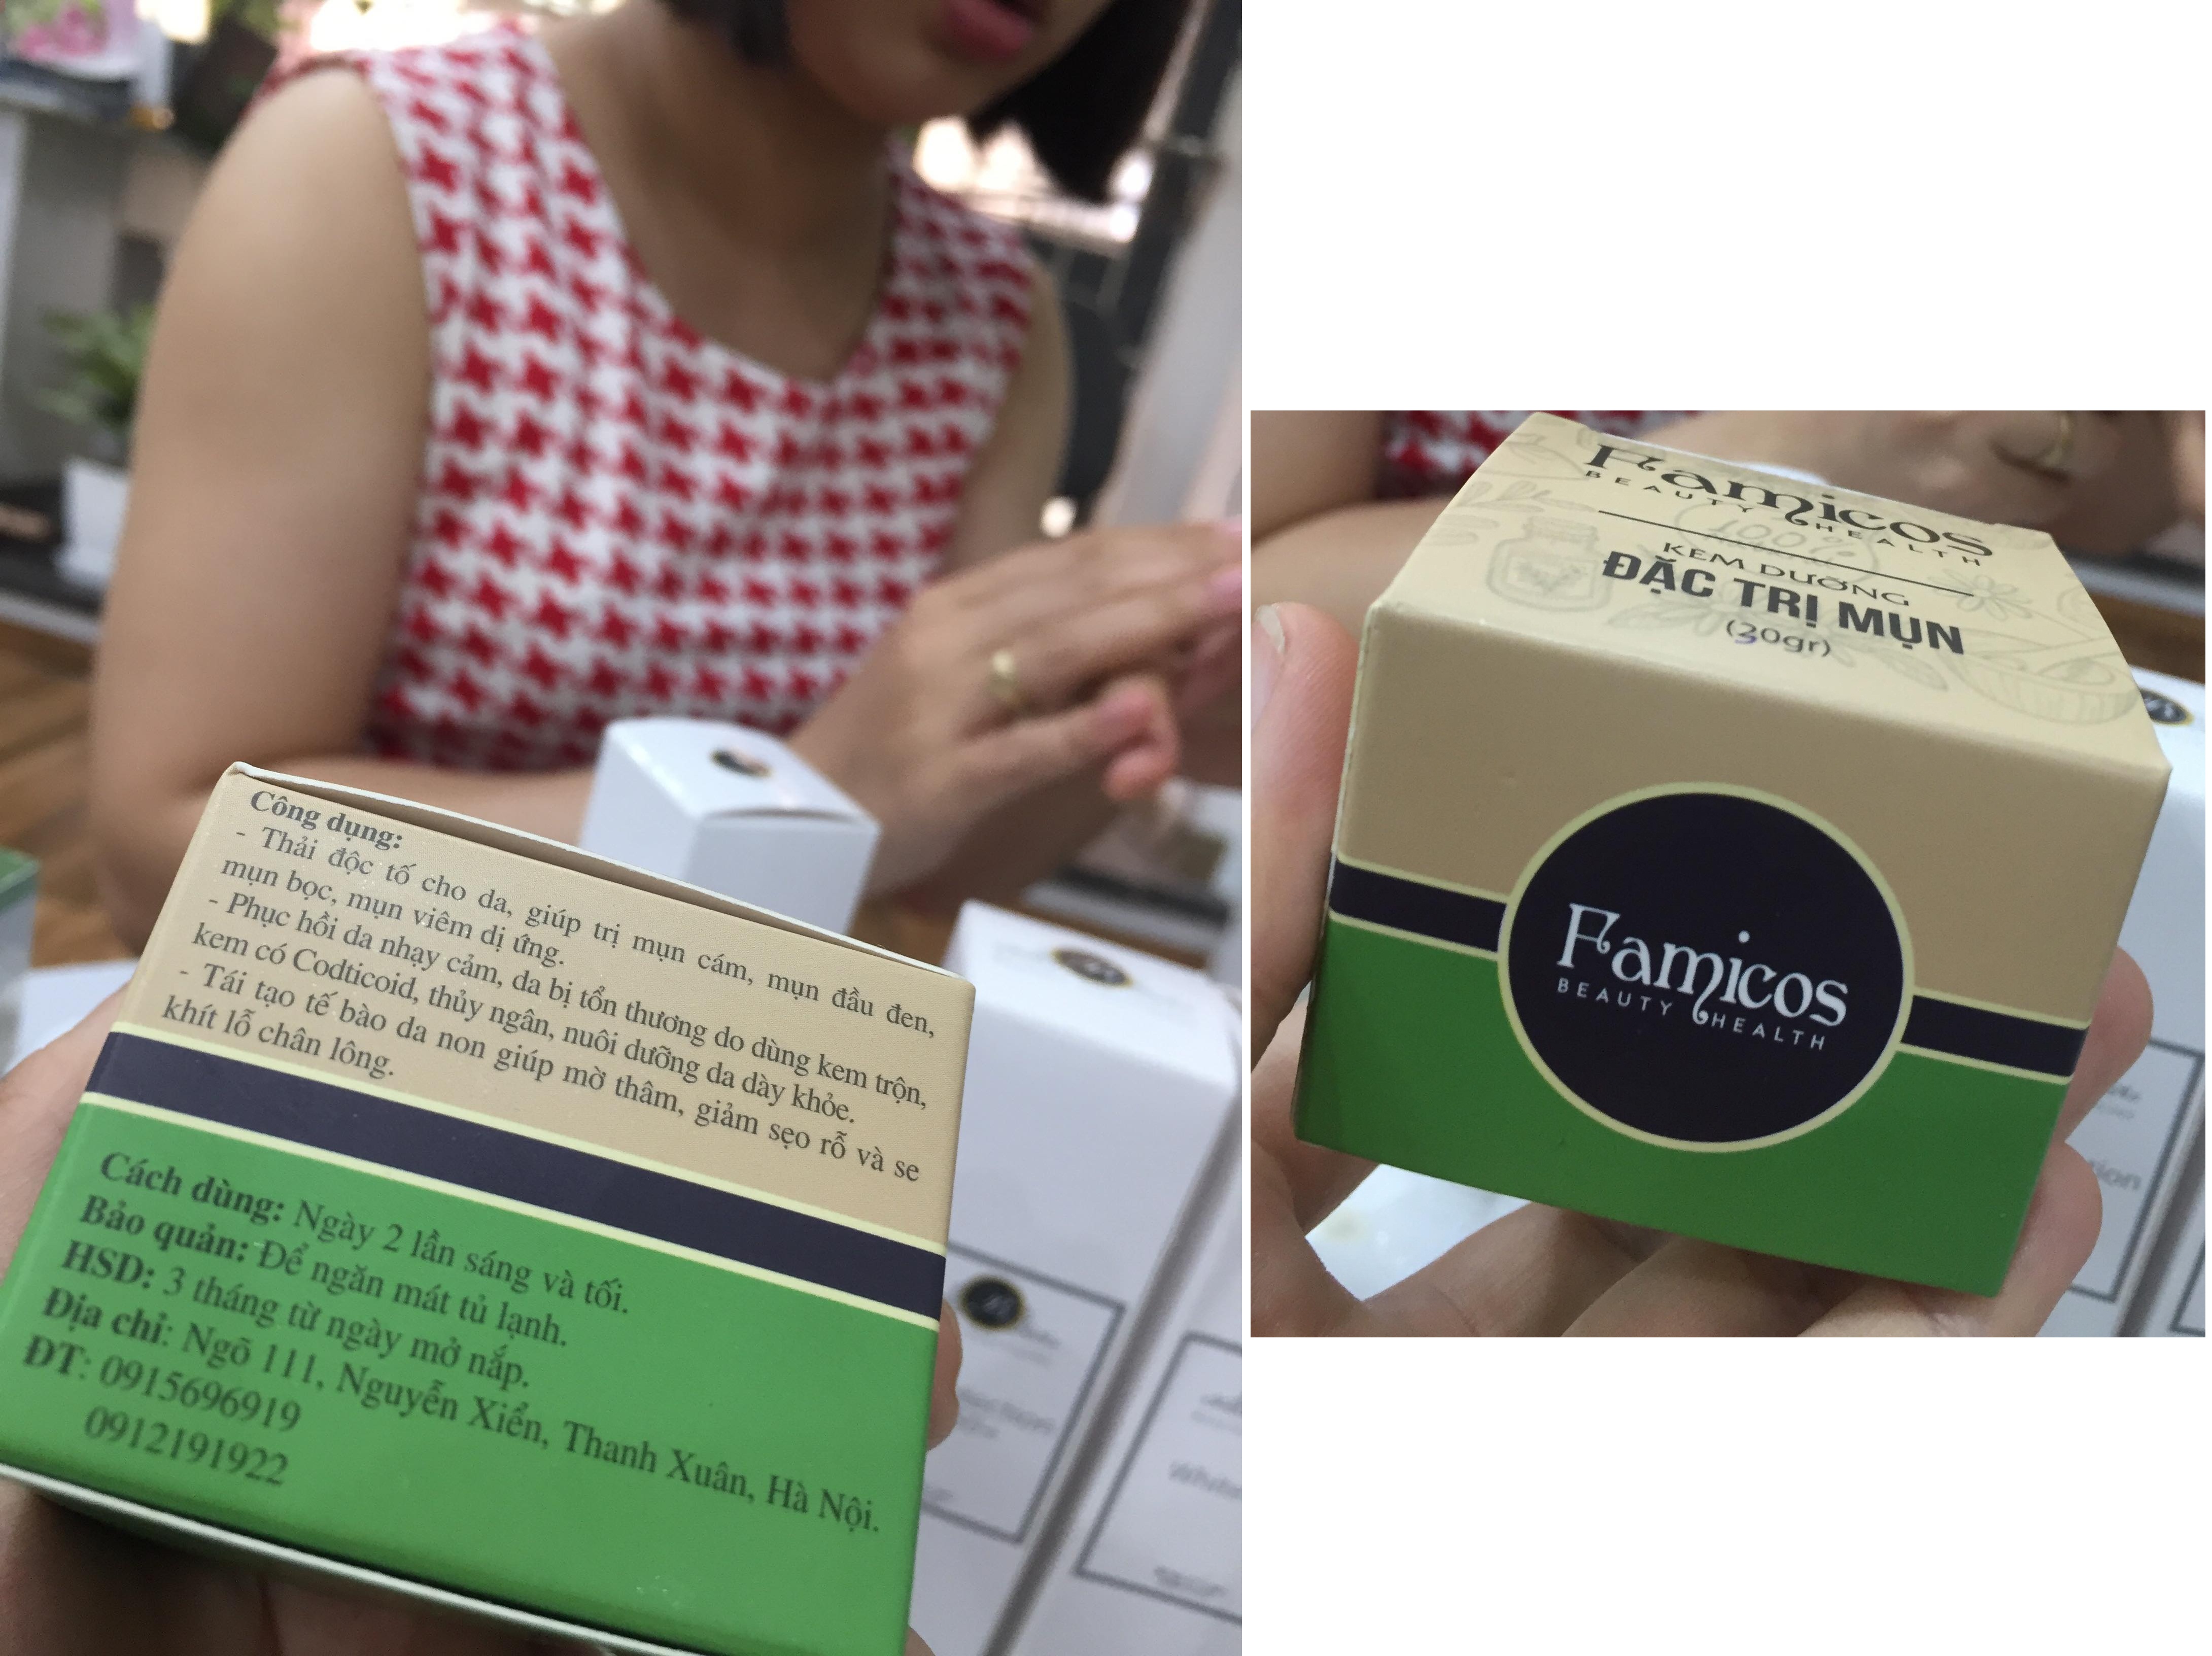 Công dụng:
- Thải độc tố cho da, giúp trị mụn cám, mụn đầu đen,
mụn bọc, mụn viêm dị ứng.
- Phục hồi da nhạy cảm, da bị tổn thương do dùng kem trộn,
kem có Codticoid, thủy ngân, nuôi dưỡng da dày khỏe.
- Tái tạo tế bào da non giúp mờ thâm, giảm sẹo rỗ và se
khít lỗ chân lông.
Cách dùng: Ngày 2 lần sáng và tối.
Bảo quản: Để ngăn mát tủ lạnh.
HSD: 3 tháng từ ngày mở nắp.
Địa chỉ: Ngõ 111, Nguyễn Xiển, Thanh Xuân, Hà Nội.
ĐT: 0915696919
0912191922
Famicos
BEAUTY HEALTH
100%
KEM DƯỠNG
ĐẶC TRỊ MỤN
(30gr)
Famicos
BEAUTY HEALTH